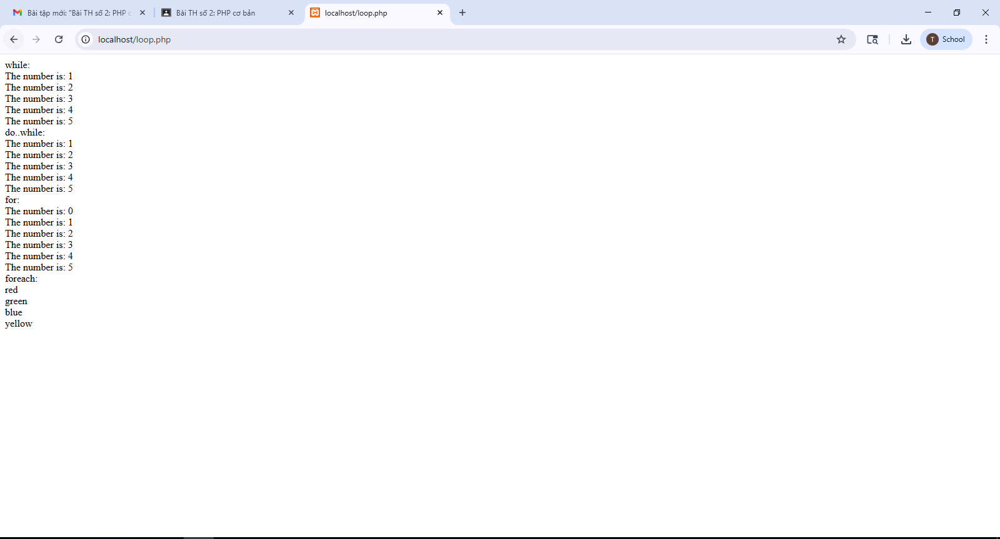 Bài tập mới: "Bài TH số 2: PHP c
Bài TH số 2: PHP cơ bản
localhost/loop.php
localhost/loop.php
T
School
while:
The number is: 1
The number is: 2
The number is: 3
The number is: 4
The number is: 5
do..while:
The number is: 1
The number is: 2
The number is: 3
The number is: 4
The number is: 5
for:
The number is: 0
The number is: 1
The number is: 2
The number is: 3
The number is: 4
The number is: 5
foreach:
red
green
blue
yellow